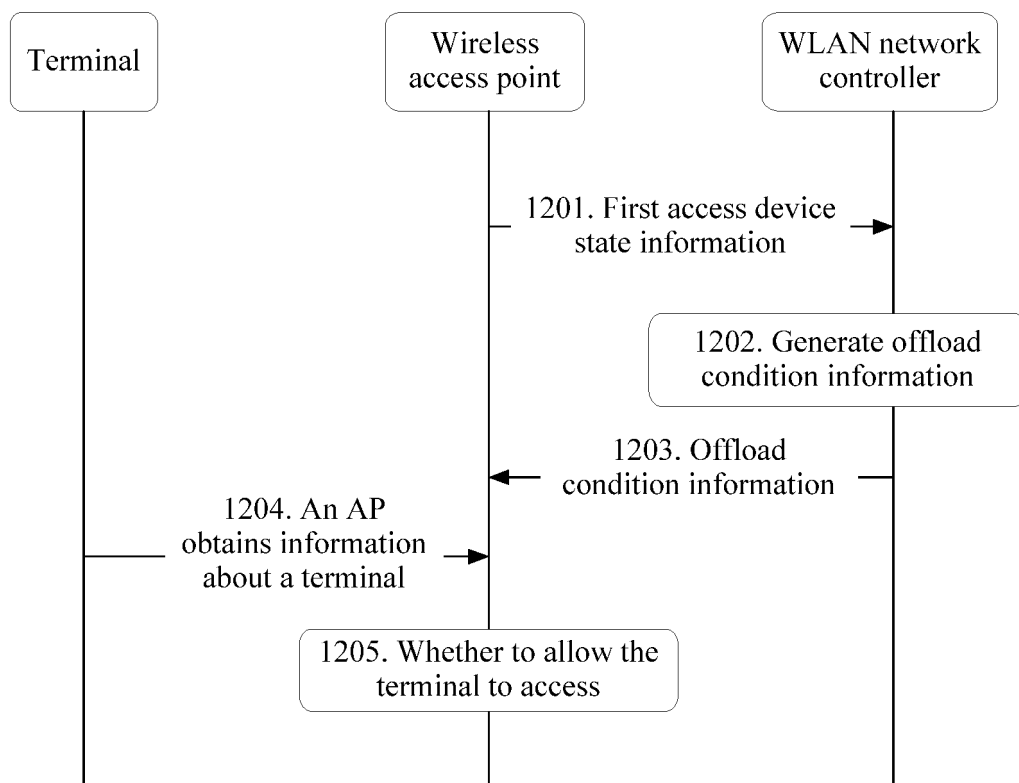 Terminal
Wireless
access point
WLAN network
controller
1201. First access device
state information
1202. Generate offload
condition information
1203. Offload
condition information
1204. An AP
obtains information
about a terminal
1205. Whether to allow the
terminal to access